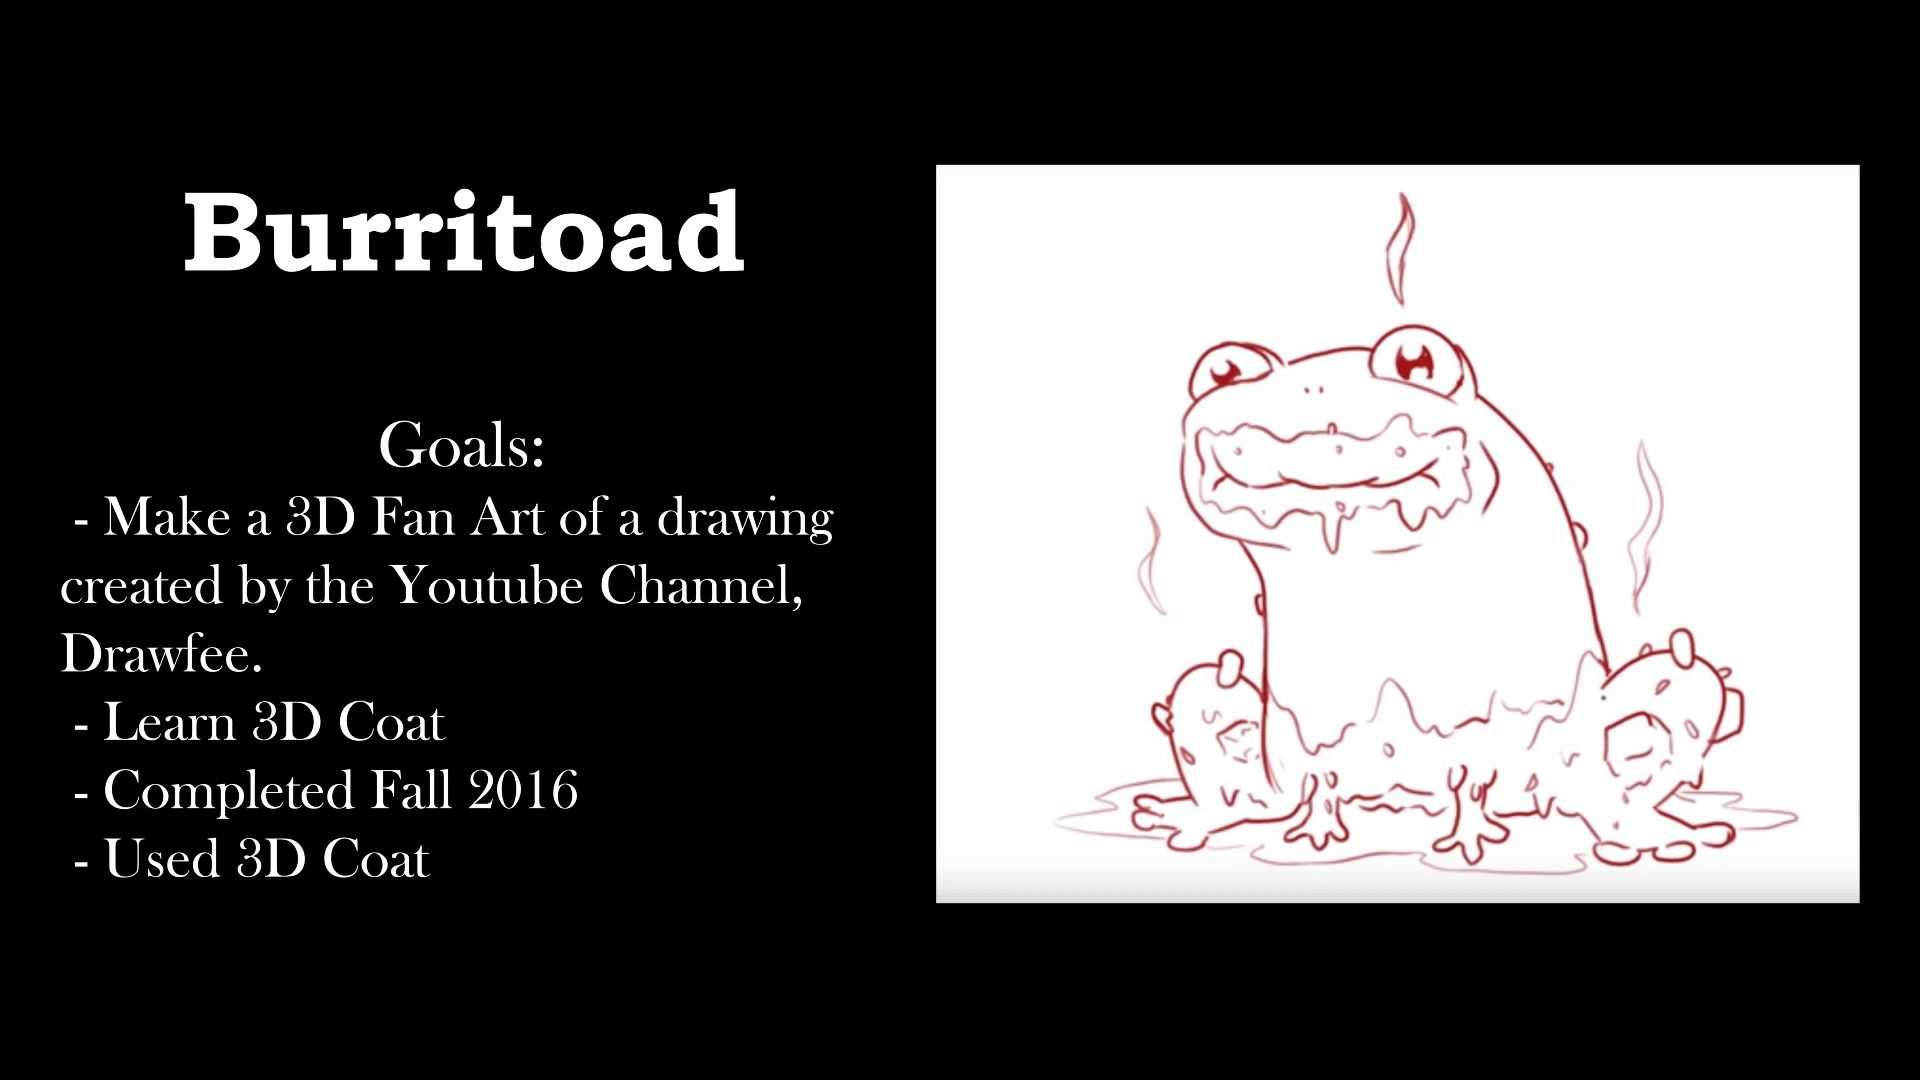 Burritoad
Goals:
- Make a 3D Fan Art of a drawing
created by the Youtube Channel,
Drawfee.
- Learn 3D Coat
- Completed Fall 2016
- Used 3D Coat